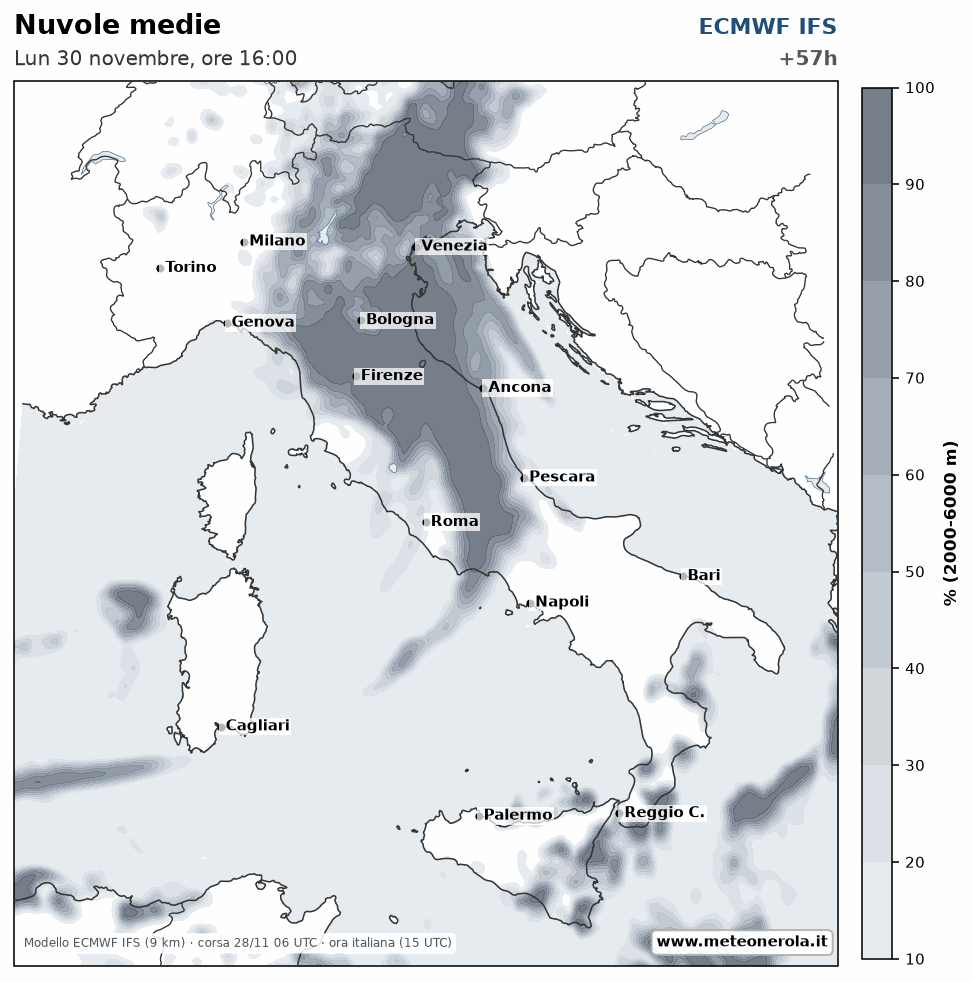 Nuvole medie
ECMWF IFS
Lun 30 novembre, ore 16:00
+57h
Milano
Venezia
Torino
Genova
Bologna
Firenze
Ancona
Pescara
Roma
Bari
Napoli
Cagliari
Palermo
Reggio C.
100
90
80
70
60
50
40
30
20
10
% (2000-6000 m)
Modello ECMWF IFS (9 km) · corsa 28/11 06 UTC · ora italiana (15 UTC)
www.meteonerola.it